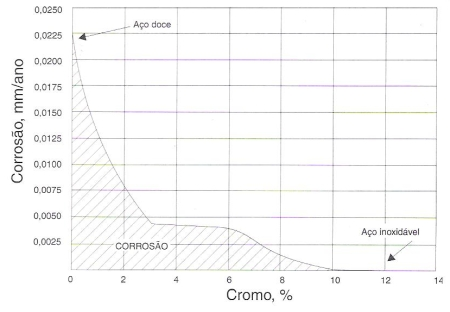 0,0250
0,0225
0,0200
0,0175
0,0150
0,0125
0,0100
0,0075
0,0050
0,0025
Corrosão, mm/ano
Aço doce
Aço inoxidável
CORROSÃO
0 2 4 6 8 10 12 14
Cromo, %